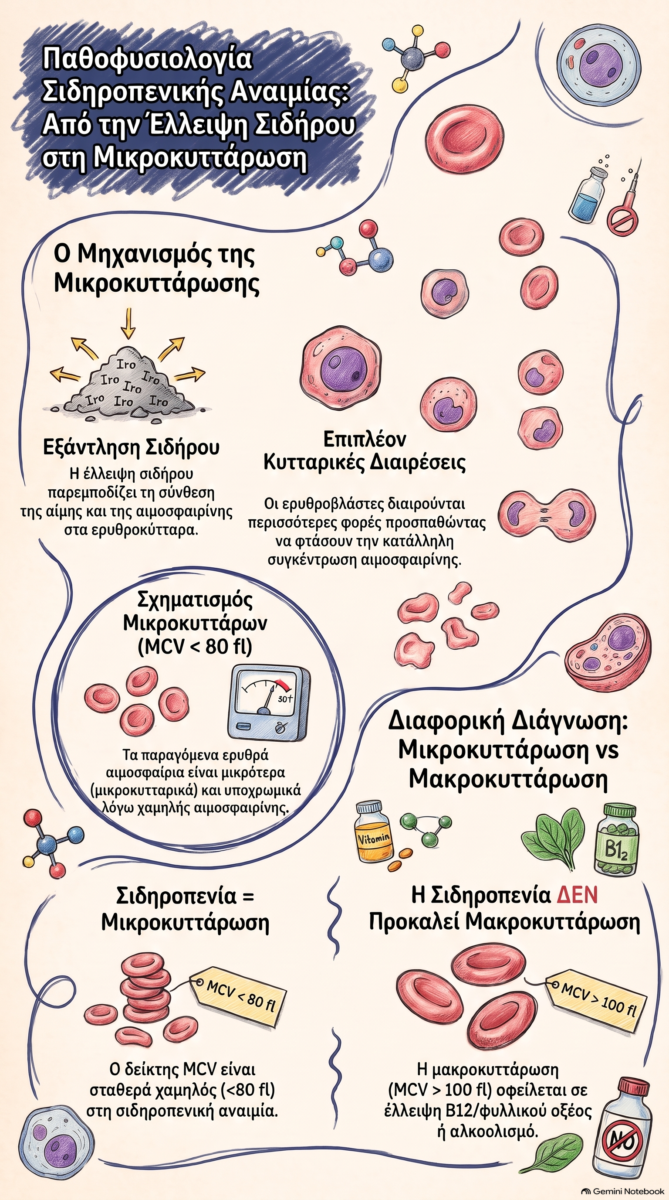 Παθοφυσιολογία
Σιδηροπενικής Αναιμίας:
Από την Έλλειψη Σιδήρου
στη Μικροκυττάρωση
Ο Μηχανισμός της
Μικροκυττάρωσης
Iro
Iro Iro
Iro
Iro Iro Iro
Εξάντληση Σιδήρου
Η έλλειψη σιδήρου
παρεμποδίζει τη σύνθεση
της αίμης και της αιμοσφαιρίνης
στα ερυθροκύτταρα.
Επιπλέον
Κυτταρικές Διαιρέσεις
Οι ερυθροβλάστες διαιρούνται
περισσότερες φορές προσπαθώντας
να φτάσουν την κατάλληλη
συγκέντρωση αιμοσφαιρίνης.
Σχηματισμός
Μικροκυττάρων
(MCV < 80 fl)
Τα παραγόμενα ερυθρά
αιμοσφαίρια είναι μικρότερα
(μικροκυτταρικά) και υποχρωμικά
λόγω χαμηλής αιμοσφαιρίνης.
Διαφορική Διάγνωση:
Μικροκυττάρωση vs
Μακροκυττάρωση
Vitamin
B12
Σιδηροπενία =
Μικροκυττάρωση
MCV < 80 fl
Ο δείκτης MCV είναι
σταθερά χαμηλός (<80 fl)
στη σιδηροπενική αναιμία.
Η Σιδηροπενία ΔΕΝ
Προκαλεί Μακροκυττάρωση
MCV > 100 fl
Η μακροκυττάρωση
(MCV > 100 fl) οφείλεται σε
έλλειψη B12/φυλλικού οξέος
ή αλκοολισμό.
NO
Gemini Notebook